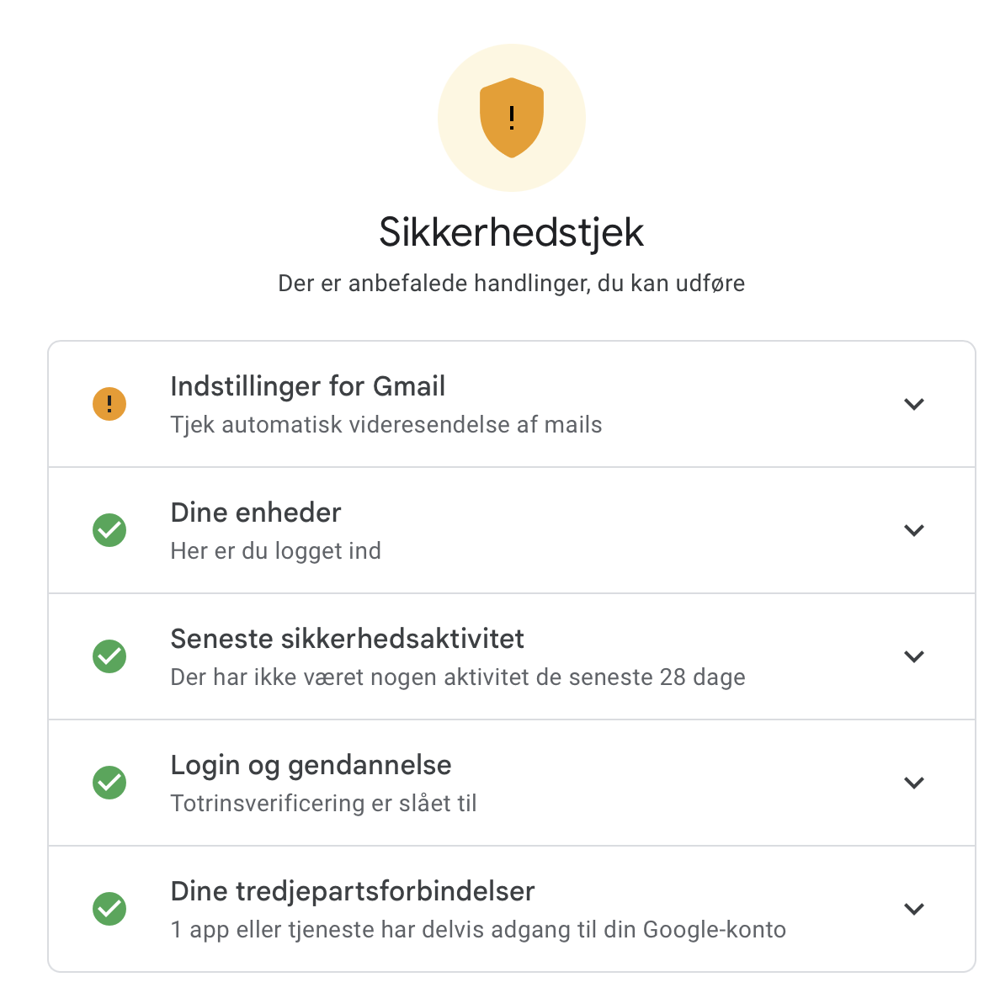 Sikkerhedstjek
Der er anbefalede handlinger, du kan udføre
Indstillinger for Gmail
Tjek automatisk videresendelse af mails
Dine enheder
Her er du logget ind
Seneste sikkerhedsaktivitet
Der har ikke været nogen aktivitet de seneste 28 dage
Login og gendannelse
Totrinsverificering er slået til
Dine tredjepartsforbindelser
1 app eller tjeneste har delvis adgang til din Google-konto